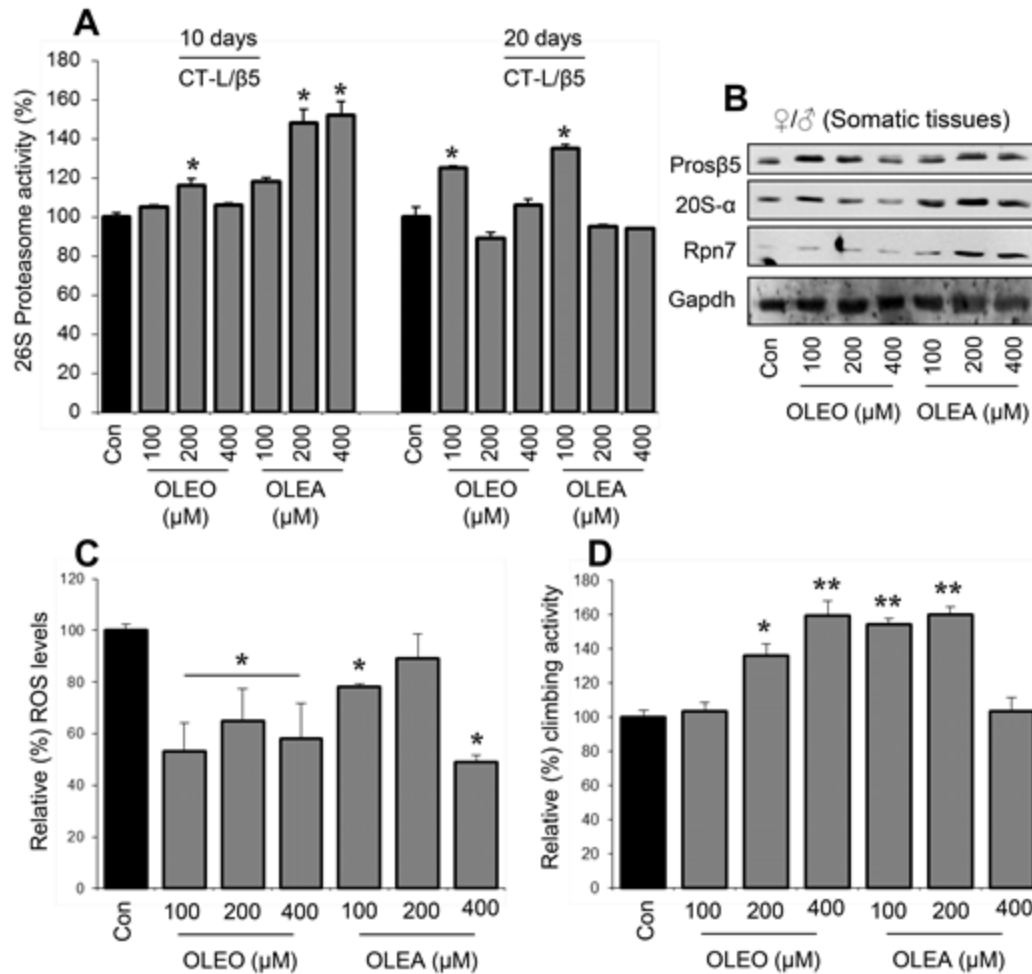 A
10 days
CT-L/β5
20 days
CT-L/β5
26S Proteasome activity (%)
180
160
140
120
100
80
60
40
20
0
* * *
* *
Con 100 200 400 100 200 400 Con 100 200 400 100 200 400
OLEO (µM) OLEA (µM) OLEO (µM) OLEA (µM)
B
♀/♂ (Somatic tissues)
Prosβ5
20S-α
Rpn7
Gapdh
Con 100 200 400 100 200 400
OLEO (µM) OLEA (µM)
C
Relative (%) ROS levels
120
100
80
60
40
20
0
* * *
Con 100 200 400 100 200 400
OLEO (µM) OLEA (µM)
D
Relative (%) climbing activity
180
160
140
120
100
80
60
40
20
0
* ** ** **
Con 100 200 400 100 200 400
OLEO (µM) OLEA (µM)